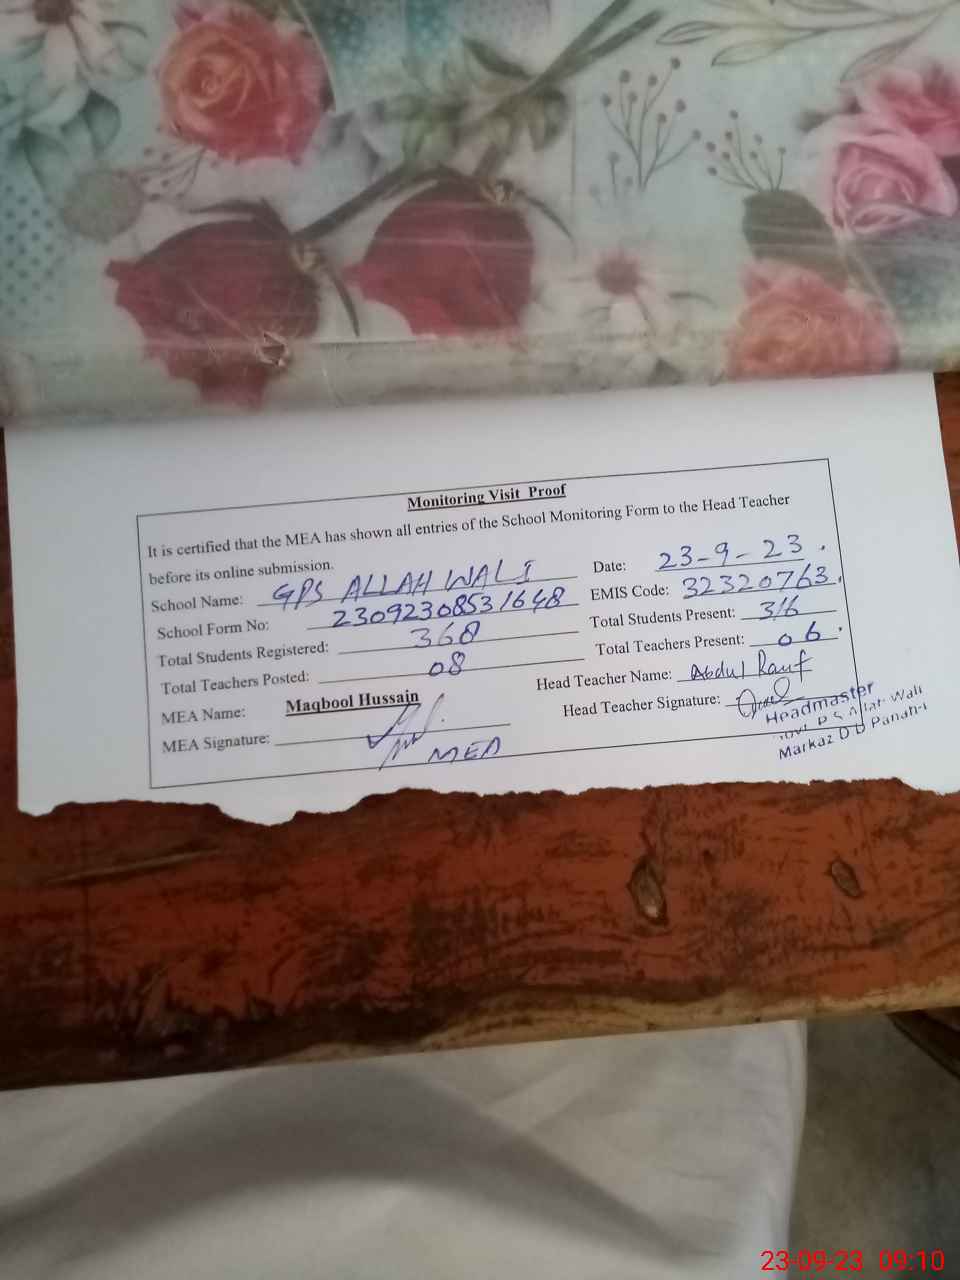 Monitoring Visit Proof
It is certified that the MEA has shown all entries of the School Monitoring Form to the Head Teacher
before its online submission.
School Name: GPS ALLAH WALI Date: 23-9-23.
School Form No: 23092308531648 EMIS Code: 32320763.
Total Students Registered: 368 Total Students Present: 316
Total Teachers Posted: 08 Total Teachers Present: 06.
MEA Name: Maqbool Hussain Head Teacher Name: Abdul Rauf
MEA Signature: MEA Head Teacher Signature:
Headmaster
Wali
Markaz D D Panah
23-09-23 09:10